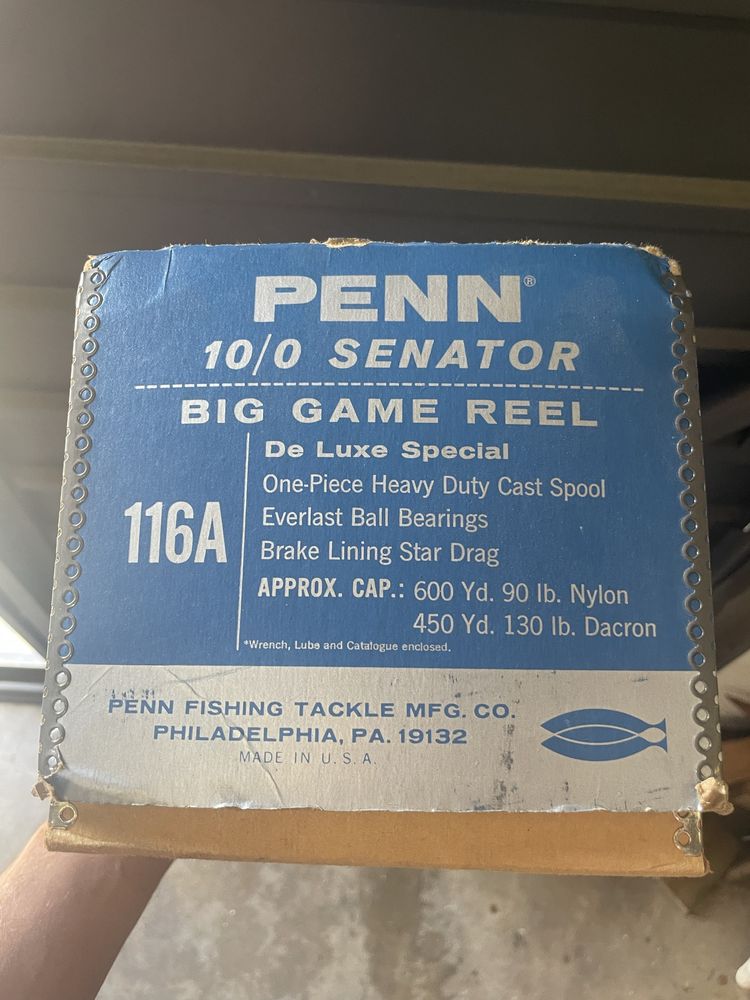 PENN®
10/0 SENATOR
BIG GAME REEL
116A
De Luxe Special
One-Piece Heavy Duty Cast Spool
Everlast Ball Bearings
Brake Lining Star Drag
APPROX. CAP.: 600 Yd. 90 lb. Nylon
450 Yd. 130 lb. Dacron
*Wrench, Lube and Catalogue enclosed.
PENN FISHING TACKLE MFG. CO.
PHILADELPHIA, PA. 19132
MADE IN U.S.A.